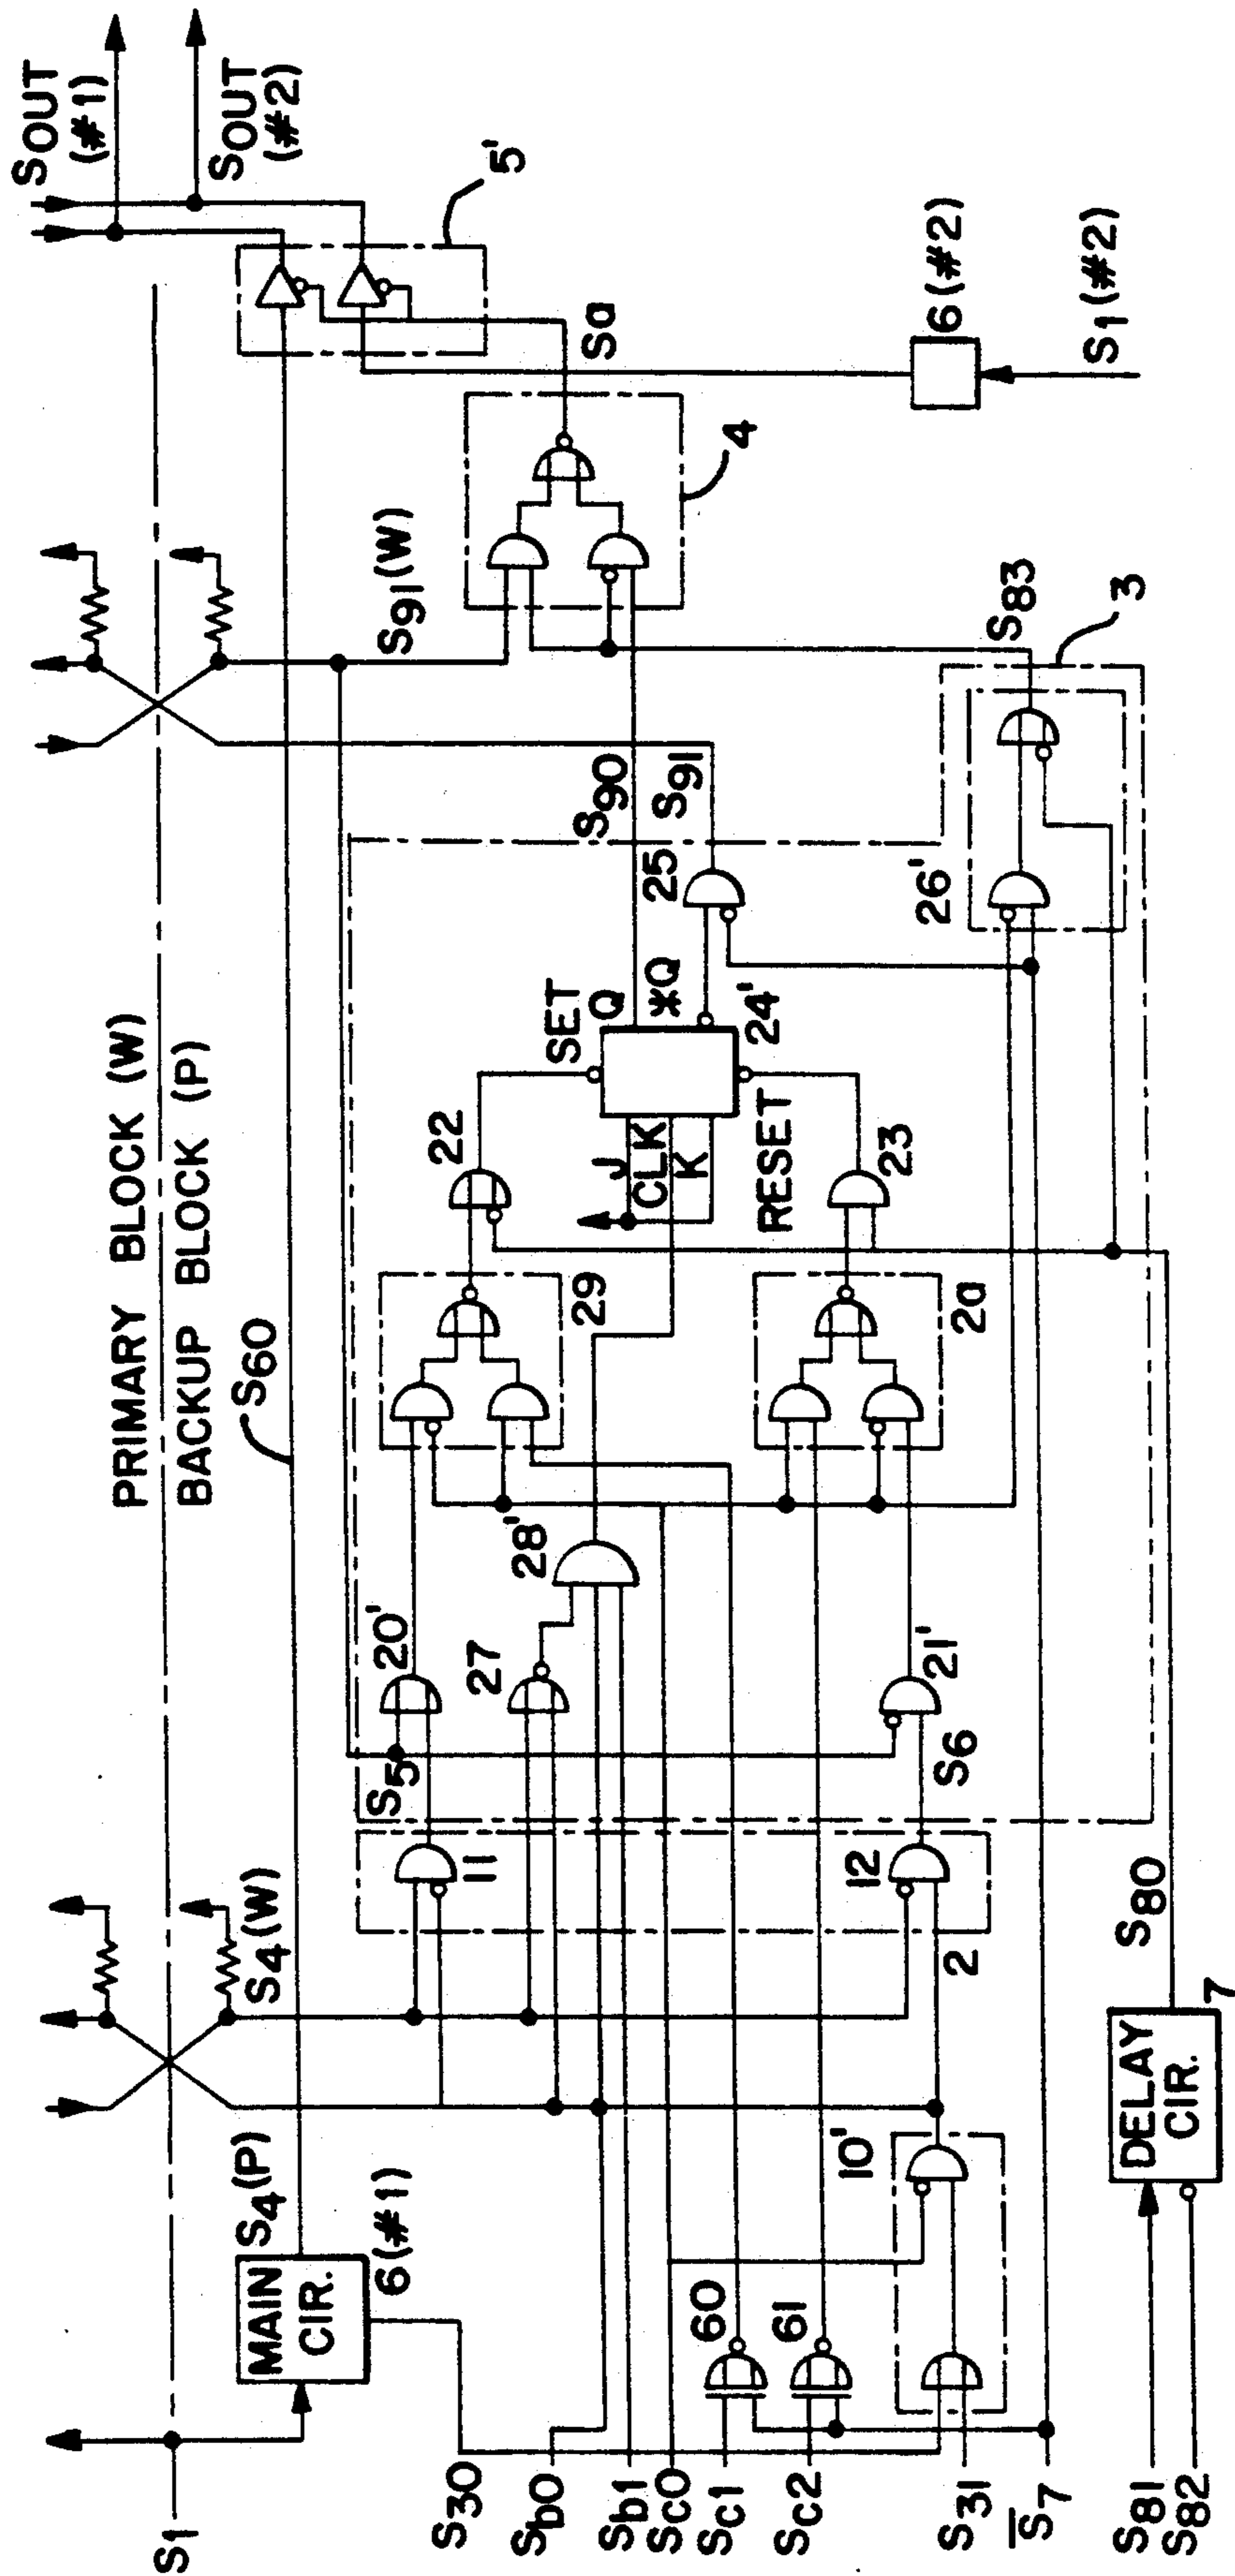 PRIMARY BLOCK (W)
BACKUP BLOCK (P)
SOUT
(#1)
SOUT
(#2)
5'
S60
S91(W)
S4(W)
S4(P)
S1
MAIN
CIR.
6(#1)
Sa
4
6(#2)
S1(#2)
S90
S91
25
SET
Q
*Q
24'
J
CLK
K
RESET
22
23
29
2a
28'
20'
27
21'
S5
S6
11
12
2
26'
S83
3
10'
60
61
S30
Sb0
Sb1
Sc0
Sc1
Sc2
S31
S7
S81
S82
DELAY
CIR.
7
S80